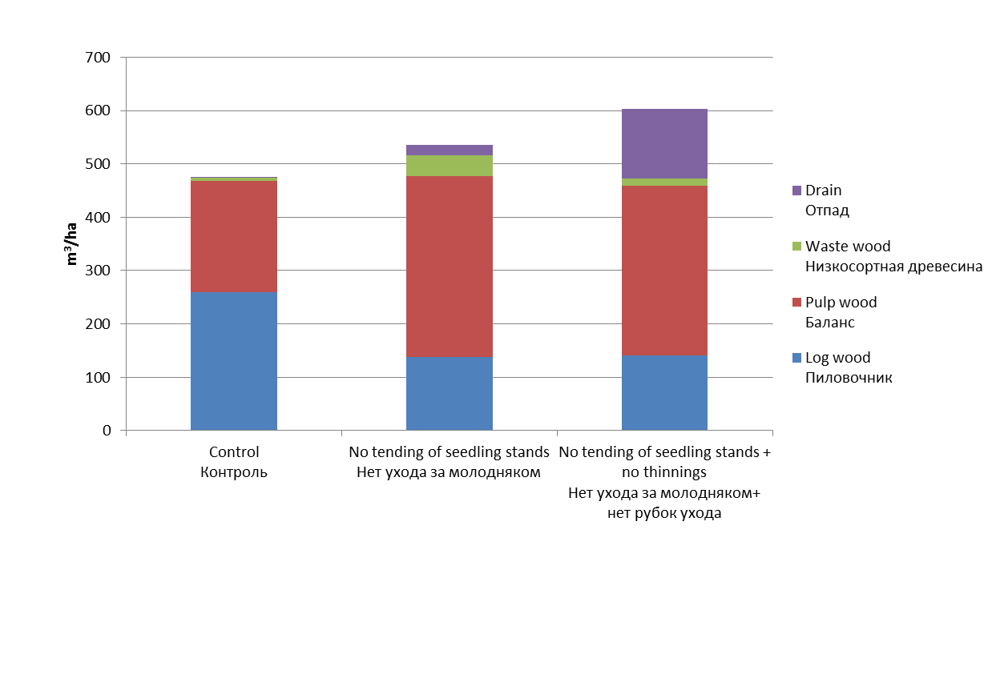 700
600
500
400
300
200
100
0
m³/ha
Control
Контроль
No tending of seedling stands
Нет ухода за молодняком
No tending of seedling stands +
no thinnings
Нет ухода за молодняком+
нет рубок ухода
Drain
Отпад
Waste wood
Низкосортная древесина
Pulp wood
Баланс
Log wood
Пиловочник